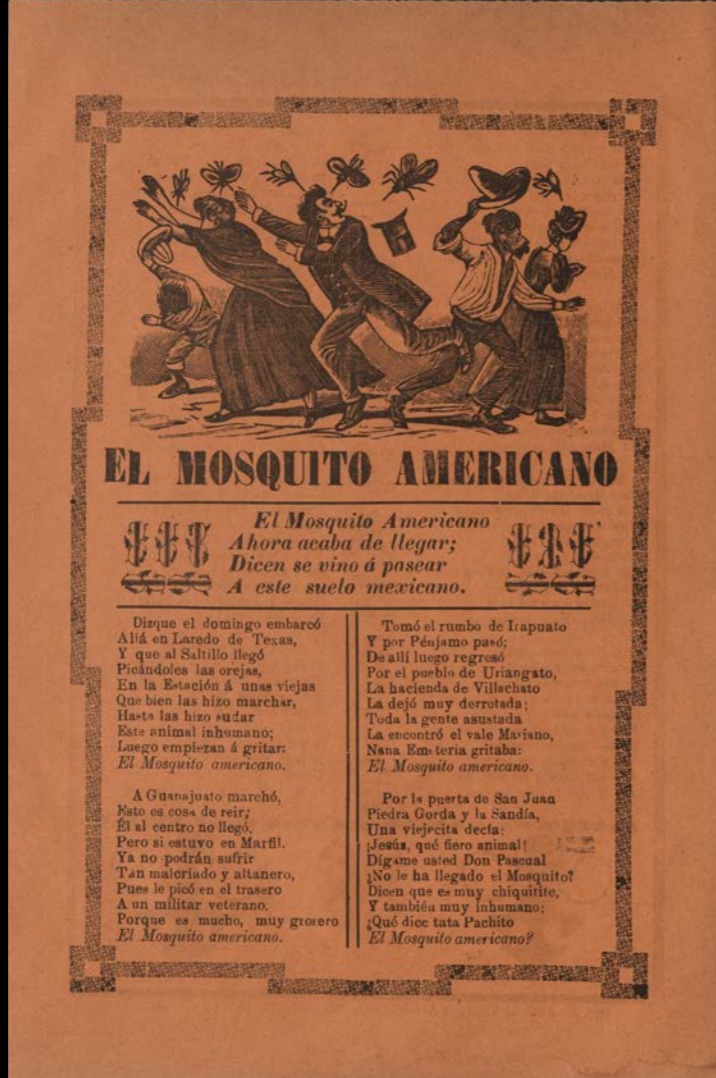 EL MOSQUITO AMERICANO
El Mosquito Americano
Ahora acaba de llegar;
Dicen se vino á pasear
A este suelo mexicano.
Dizque el domingo embarcó
Allá en Laredo de Texas,
Y que al Saltillo llegó
Picándoles las orejas,
En la Estación á unas viejas
Que bien las hizo marchar,
Hasta las hizo sudar
Este animal inhumano;
Luego empiezan á gritar:
El Mosquito americano.
A Guanajuato marchó,
Esto es cosa de reir;
Él al centro no llegó,
Pero si estuvo en Marfil.
Ya no podrán sufrir
Tan malcriado y altanero,
Pues le picó en el trasero
A un militar veterano.
Porque es mucho, muy grosero
El Mosquito americano.
Tomó el rumbo de Irapuato
Y por Pénjamo pasó;
De allí luego regresó
Por el pueblo de Uriangato,
La hacienda de Villachato
La dejó muy derrotada;
Toda la gente asustada
La encontró el vale Mariano,
Nana Emeteria gritaba:
El Mosquito americano.
Por la puerta de San Juan
Piedra Gorda y la Sandía,
Una viejecita decía:
¡Jesús, qué fiero animal!
Dígame usted Don Pascual
¿No le ha llegado el Mosquito?
Dicen que es muy chiquitito,
Y también muy inhumano;
¿Qué dice tata Pachito
El Mosquito americano?